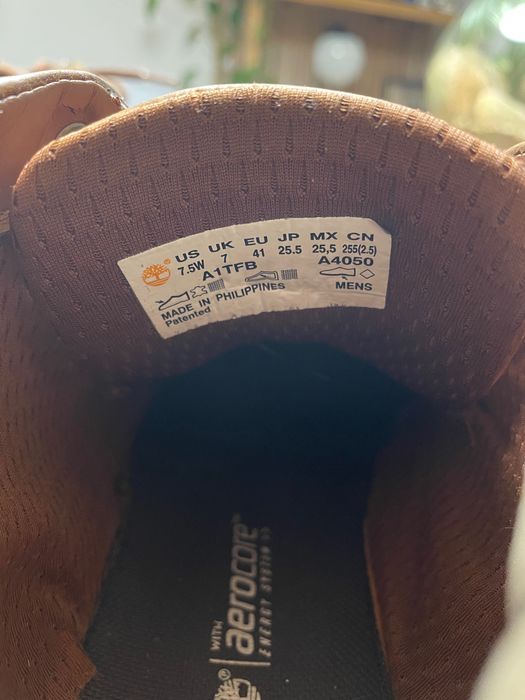 US UK EU JP MX CN
7.5W 7 41 25.5 25,5 255(2.5)
A1TFB A4050
MADE IN PHILIPPINES MENS
Patented
WITH
aerocore™
ENERGY SYSTEM